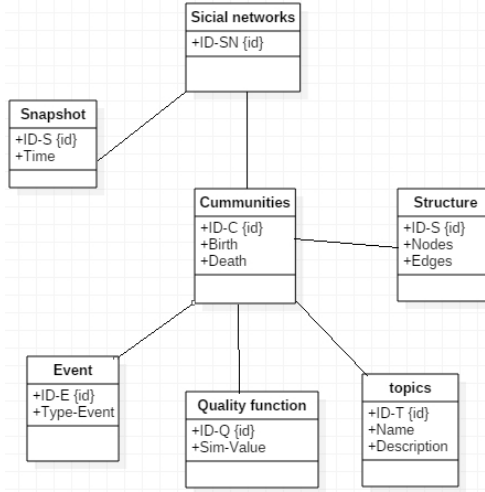 Sicial networks
+ID-SN {id}
Snapshot
+ID-S {id}
+Time
Cummunities
+ID-C {id}
+Birth
+Death
Structure
+ID-S {id}
+Nodes
+Edges
Event
+ID-E {id}
+Type-Event
Quality function
+ID-Q {id}
+Sim-Value
topics
+ID-T {id}
+Name
+Description